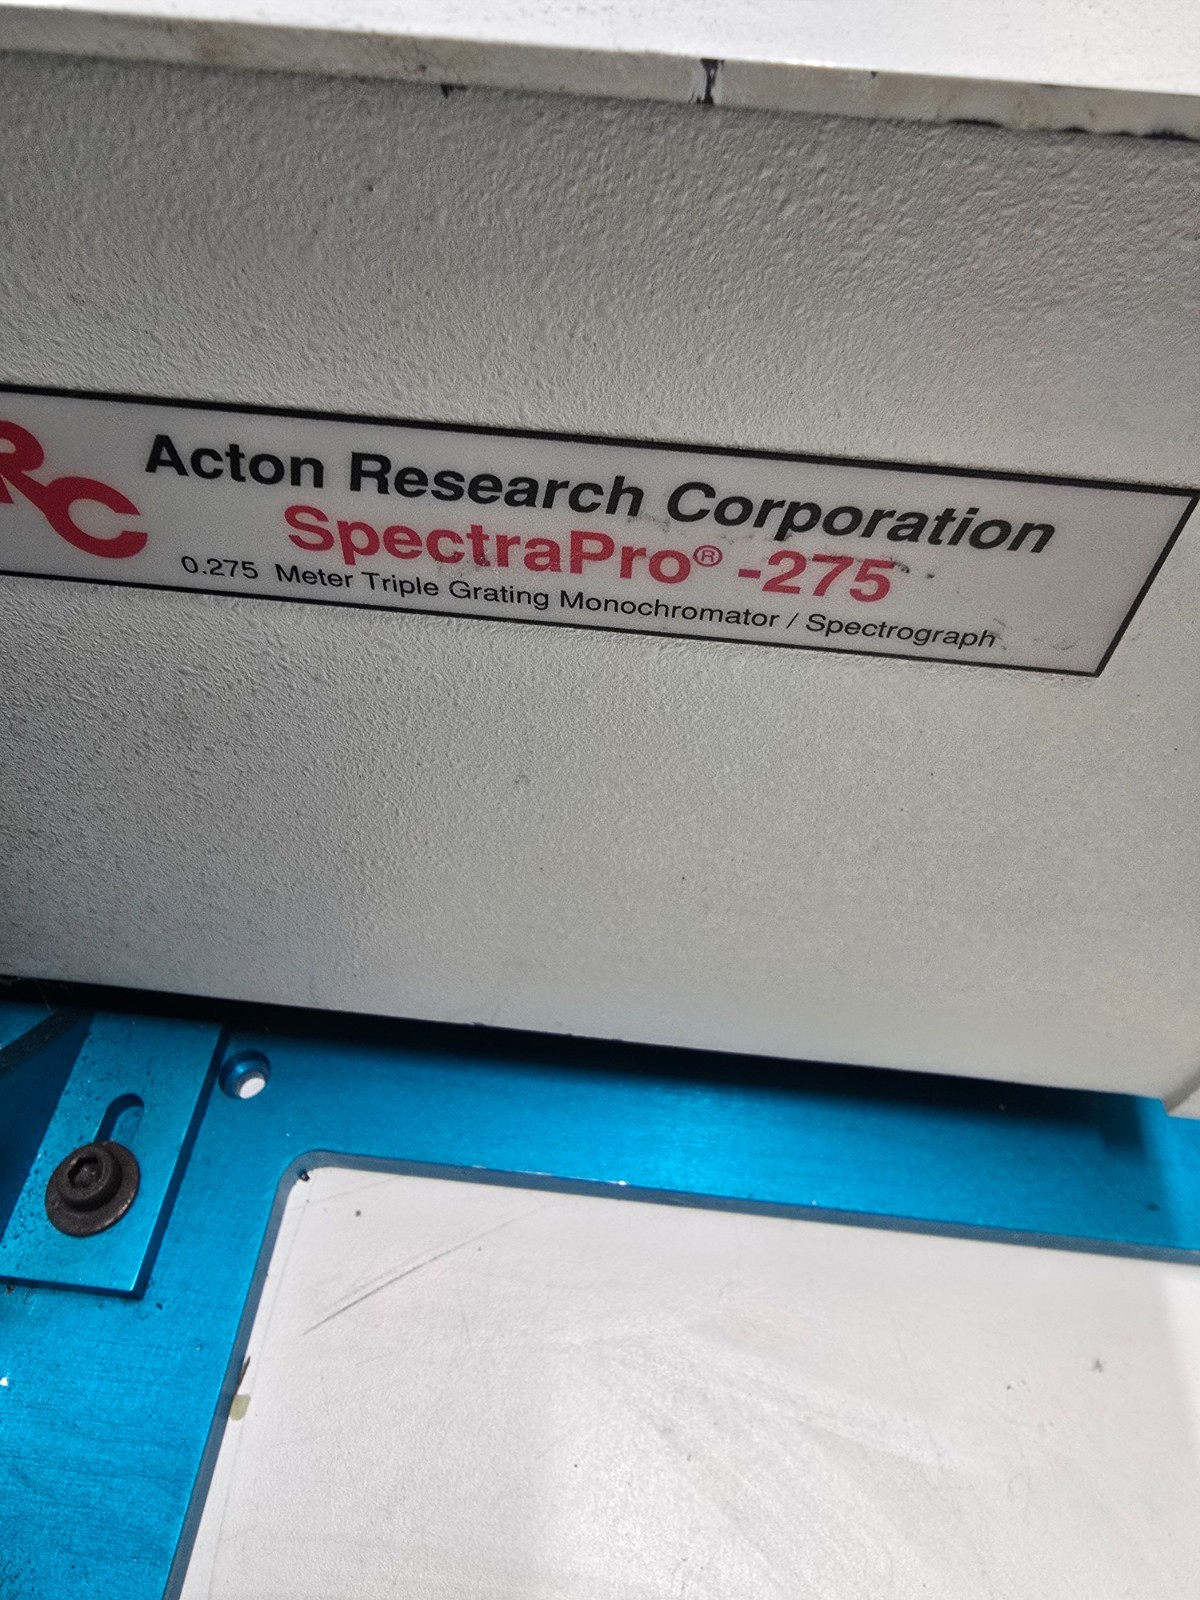 RC
Acton Research Corporation
SpectraPro® -275
0.275 Meter Triple Grating Monochromator / Spectrograph